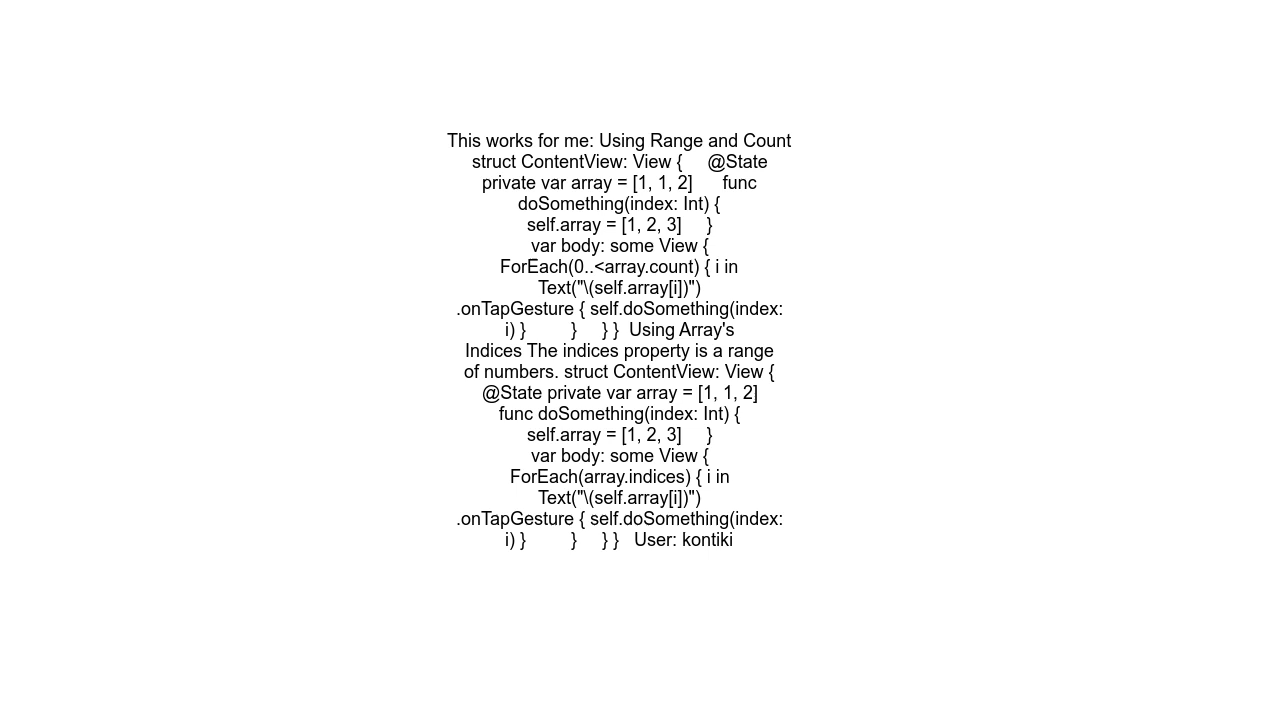 This works for me: Using Range and Count
struct ContentView: View {     @State
private var array = [1, 1, 2]      func
doSomething(index: Int) {
self.array = [1, 2, 3]     }
var body: some View {
ForEach(0..<array.count) { i in
Text("\(self.array[i])")
.onTapGesture { self.doSomething(index:
i) }         }     } }  Using Array's
Indices The indices property is a range
of numbers. struct ContentView: View {
@State private var array = [1, 1, 2]
func doSomething(index: Int) {
self.array = [1, 2, 3]     }
var body: some View {
ForEach(array.indices) { i in
Text("\(self.array[i])")
.onTapGesture { self.doSomething(index:
i) }         }     } }   User: kontiki